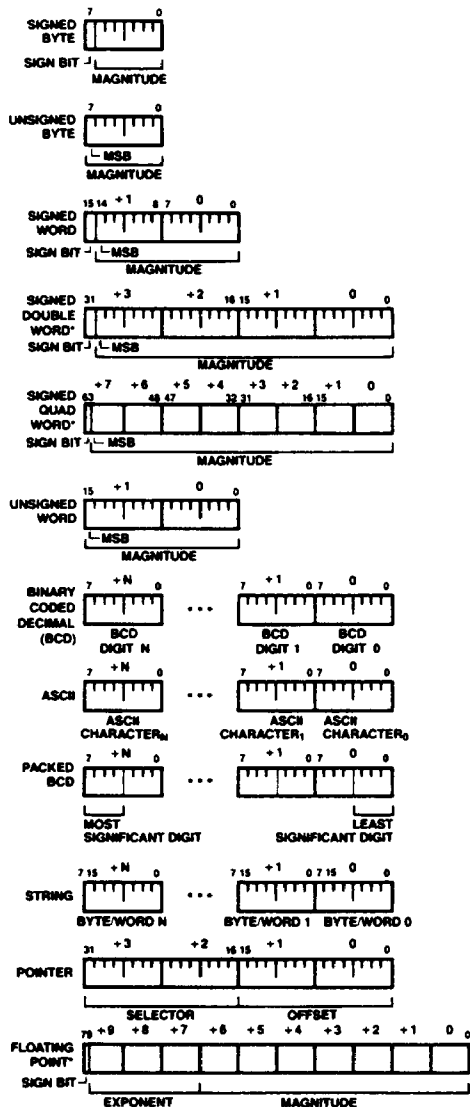 7 0
SIGNED
BYTE
SIGN BIT MAGNITUDE
7 0
UNSIGNED
BYTE
MSB
MAGNITUDE
15 14 +1 8 7 0 0
SIGNED
WORD
SIGN BIT MSB
MAGNITUDE
SIGNED 31 +3 +2 16 15 +1 0 0
DOUBLE
WORD*
SIGN BIT MSB
MAGNITUDE
SIGNED +7 +6 +5 +4 +3 +2 +1 0
63 48 47 32 31 16 15 0
QUAD
WORD*
SIGN BIT MSB
MAGNITUDE
15 +1 0 0
UNSIGNED
WORD
MSB
MAGNITUDE
BINARY 7 +N 0 7 +1 0 7 0 0
CODED • • •
DECIMAL
(BCD)
BCD BCD BCD
DIGIT N DIGIT 1 DIGIT 0
7 +N 0 7 +1 0 7 0 0
ASCII • • •
ASCII ASCII ASCII
CHARACTERN CHARACTER1 CHARACTER0
PACKED 7 +N 0 7 +1 0 7 0 0
BCD • • •
MOST LEAST
SIGNIFICANT DIGIT SIGNIFICANT DIGIT
7 15 +N 0 7 15 +1 0 7 15 0 0
STRING • • •
BYTE/WORD N BYTE/WORD 1 BYTE/WORD 0
31 +3 +2 16 15 +1 0 0
POINTER
SELECTOR OFFSET
79 +9 +8 +7 +6 +5 +4 +3 +2 +1 0 0
FLOATING
POINT*
SIGN BIT
EXPONENT MAGNITUDE